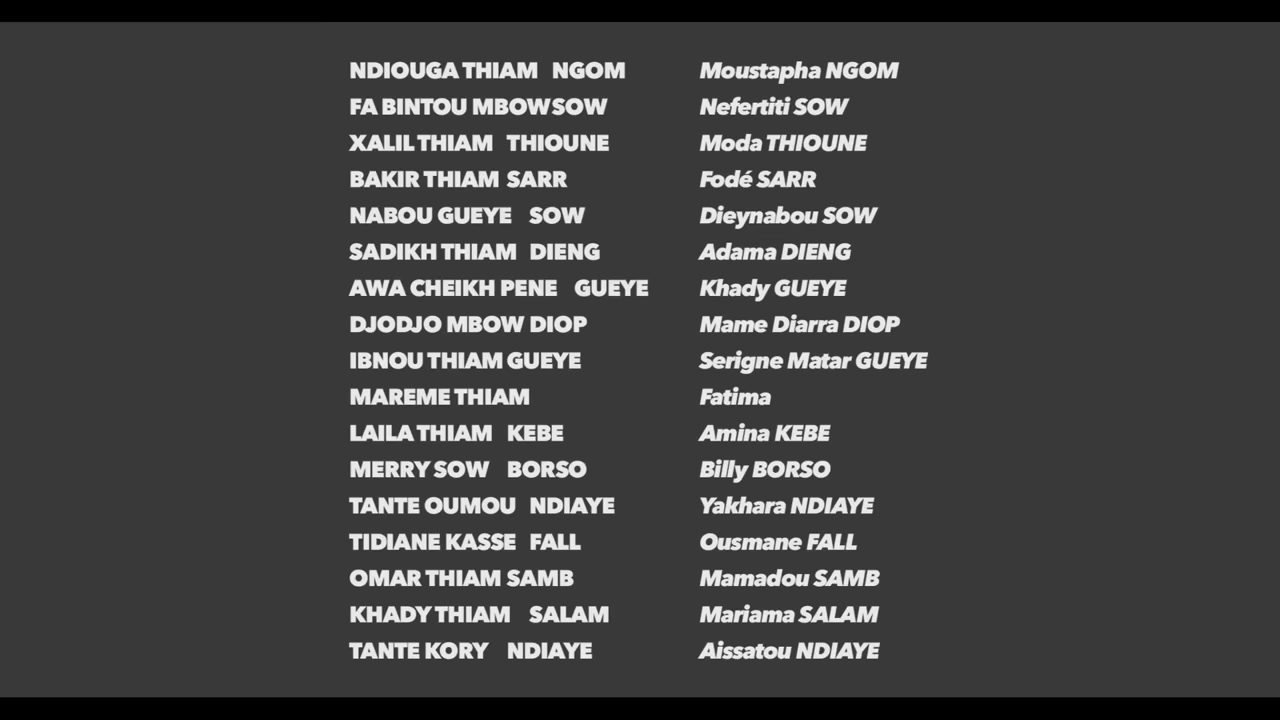 NDIOUGA THIAM NGOM Moustapha NGOM
FA BINTOU MBOW SOW Nefertiti SOW
XALIL THIAM THIOUNE Moda THIOUNE
BAKIR THIAM SARR Fodé SARR
NABOU GUEYE SOW Dieynabou SOW
SADIKH THIAM DIENG Adama DIENG
AWA CHEIKH PENE GUEYE Khady GUEYE
DJODJO MBOW DIOP Mame Diarra DIOP
IBNOU THIAM GUEYE Serigne Matar GUEYE
MAREME THIAM Fatima
LAILA THIAM KEBE Amina KEBE
MERRY SOW BORSO Billy BORSO
TANTE OUMOU NDIAYE Yakhara NDIAYE
TIDIANE KASSE FALL Ousmane FALL
OMAR THIAM SAMB Mamadou SAMB
KHADY THIAM SALAM Mariama SALAM
TANTE KORY NDIAYE Aissatou NDIAYE